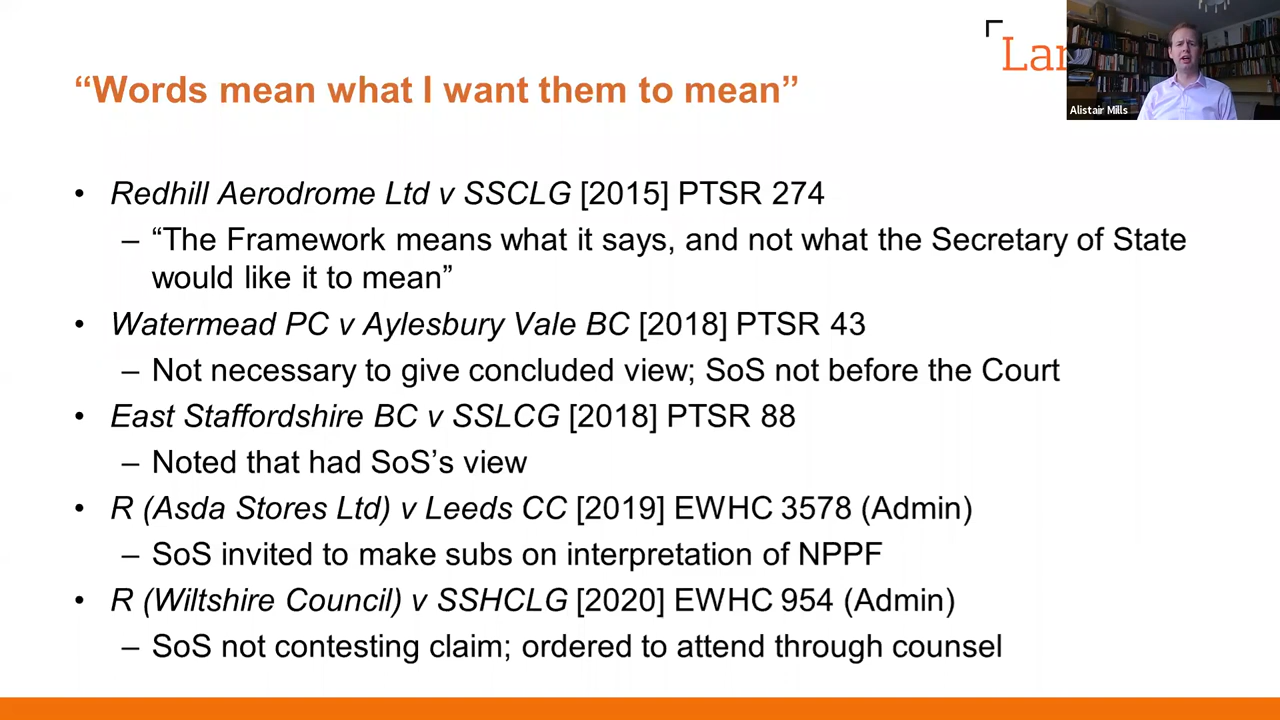 Lan
Alistair Mills
“Words mean what I want them to mean”
• Redhill Aerodrome Ltd v SSCLG [2015] PTSR 274
– “The Framework means what it says, and not what the Secretary of State
would like it to mean”
• Watermead PC v Aylesbury Vale BC [2018] PTSR 43
– Not necessary to give concluded view; SoS not before the Court
• East Staffordshire BC v SSLCG [2018] PTSR 88
– Noted that had SoS’s view
• R (Asda Stores Ltd) v Leeds CC [2019] EWHC 3578 (Admin)
– SoS invited to make subs on interpretation of NPPF
• R (Wiltshire Council) v SSHCLG [2020] EWHC 954 (Admin)
– SoS not contesting claim; ordered to attend through counsel